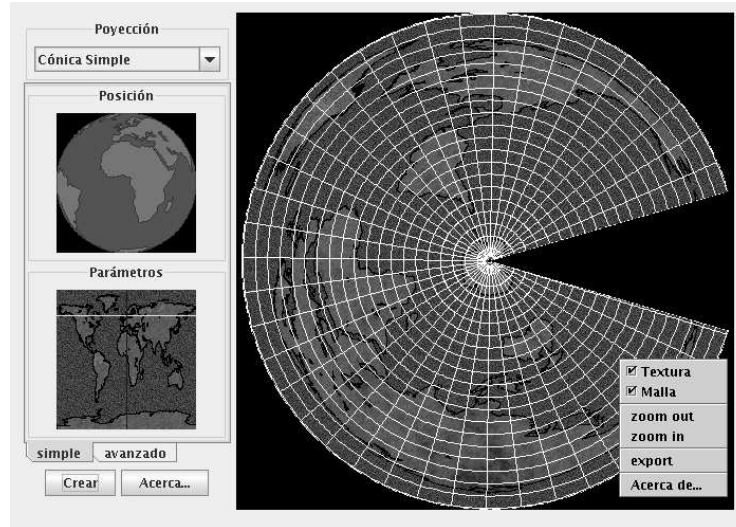 Poyección
Cónica Simple
Posición
Parámetros
simple
avanzado
Crear
Acerca...
Textura
Malla
zoom out
zoom in
export
Acerca de...